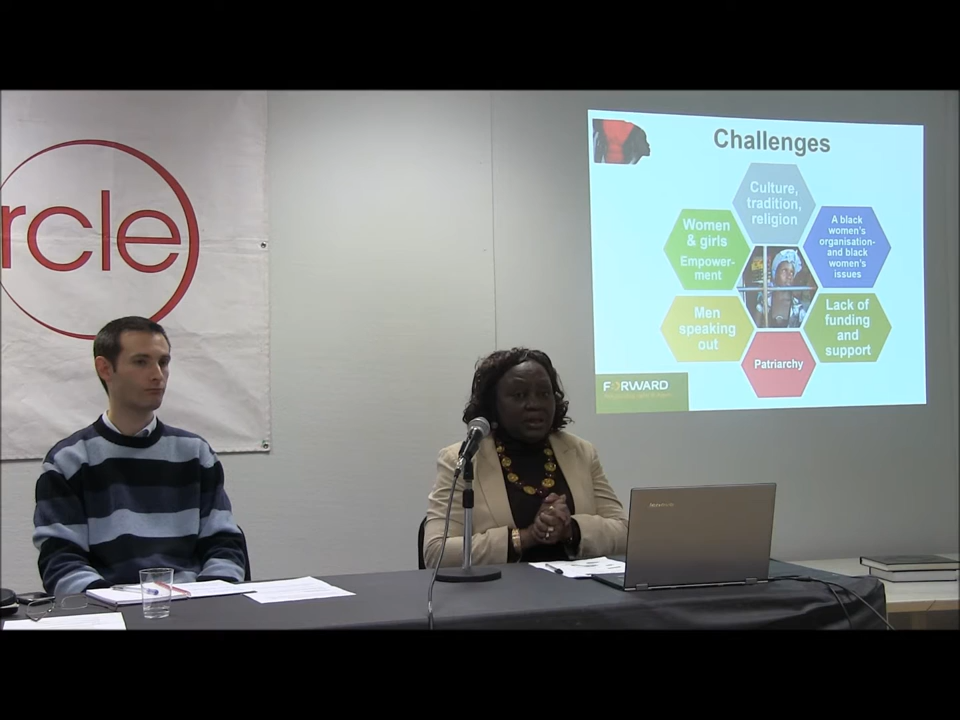 rcle
Challenges
Culture,
tradition,
religion
Women
& girls
Empower-
ment
A black
women's
organisation-
and black
women's
issues
Men
speaking
out
Lack of
funding
and
support
Patriarchy
FORWARD